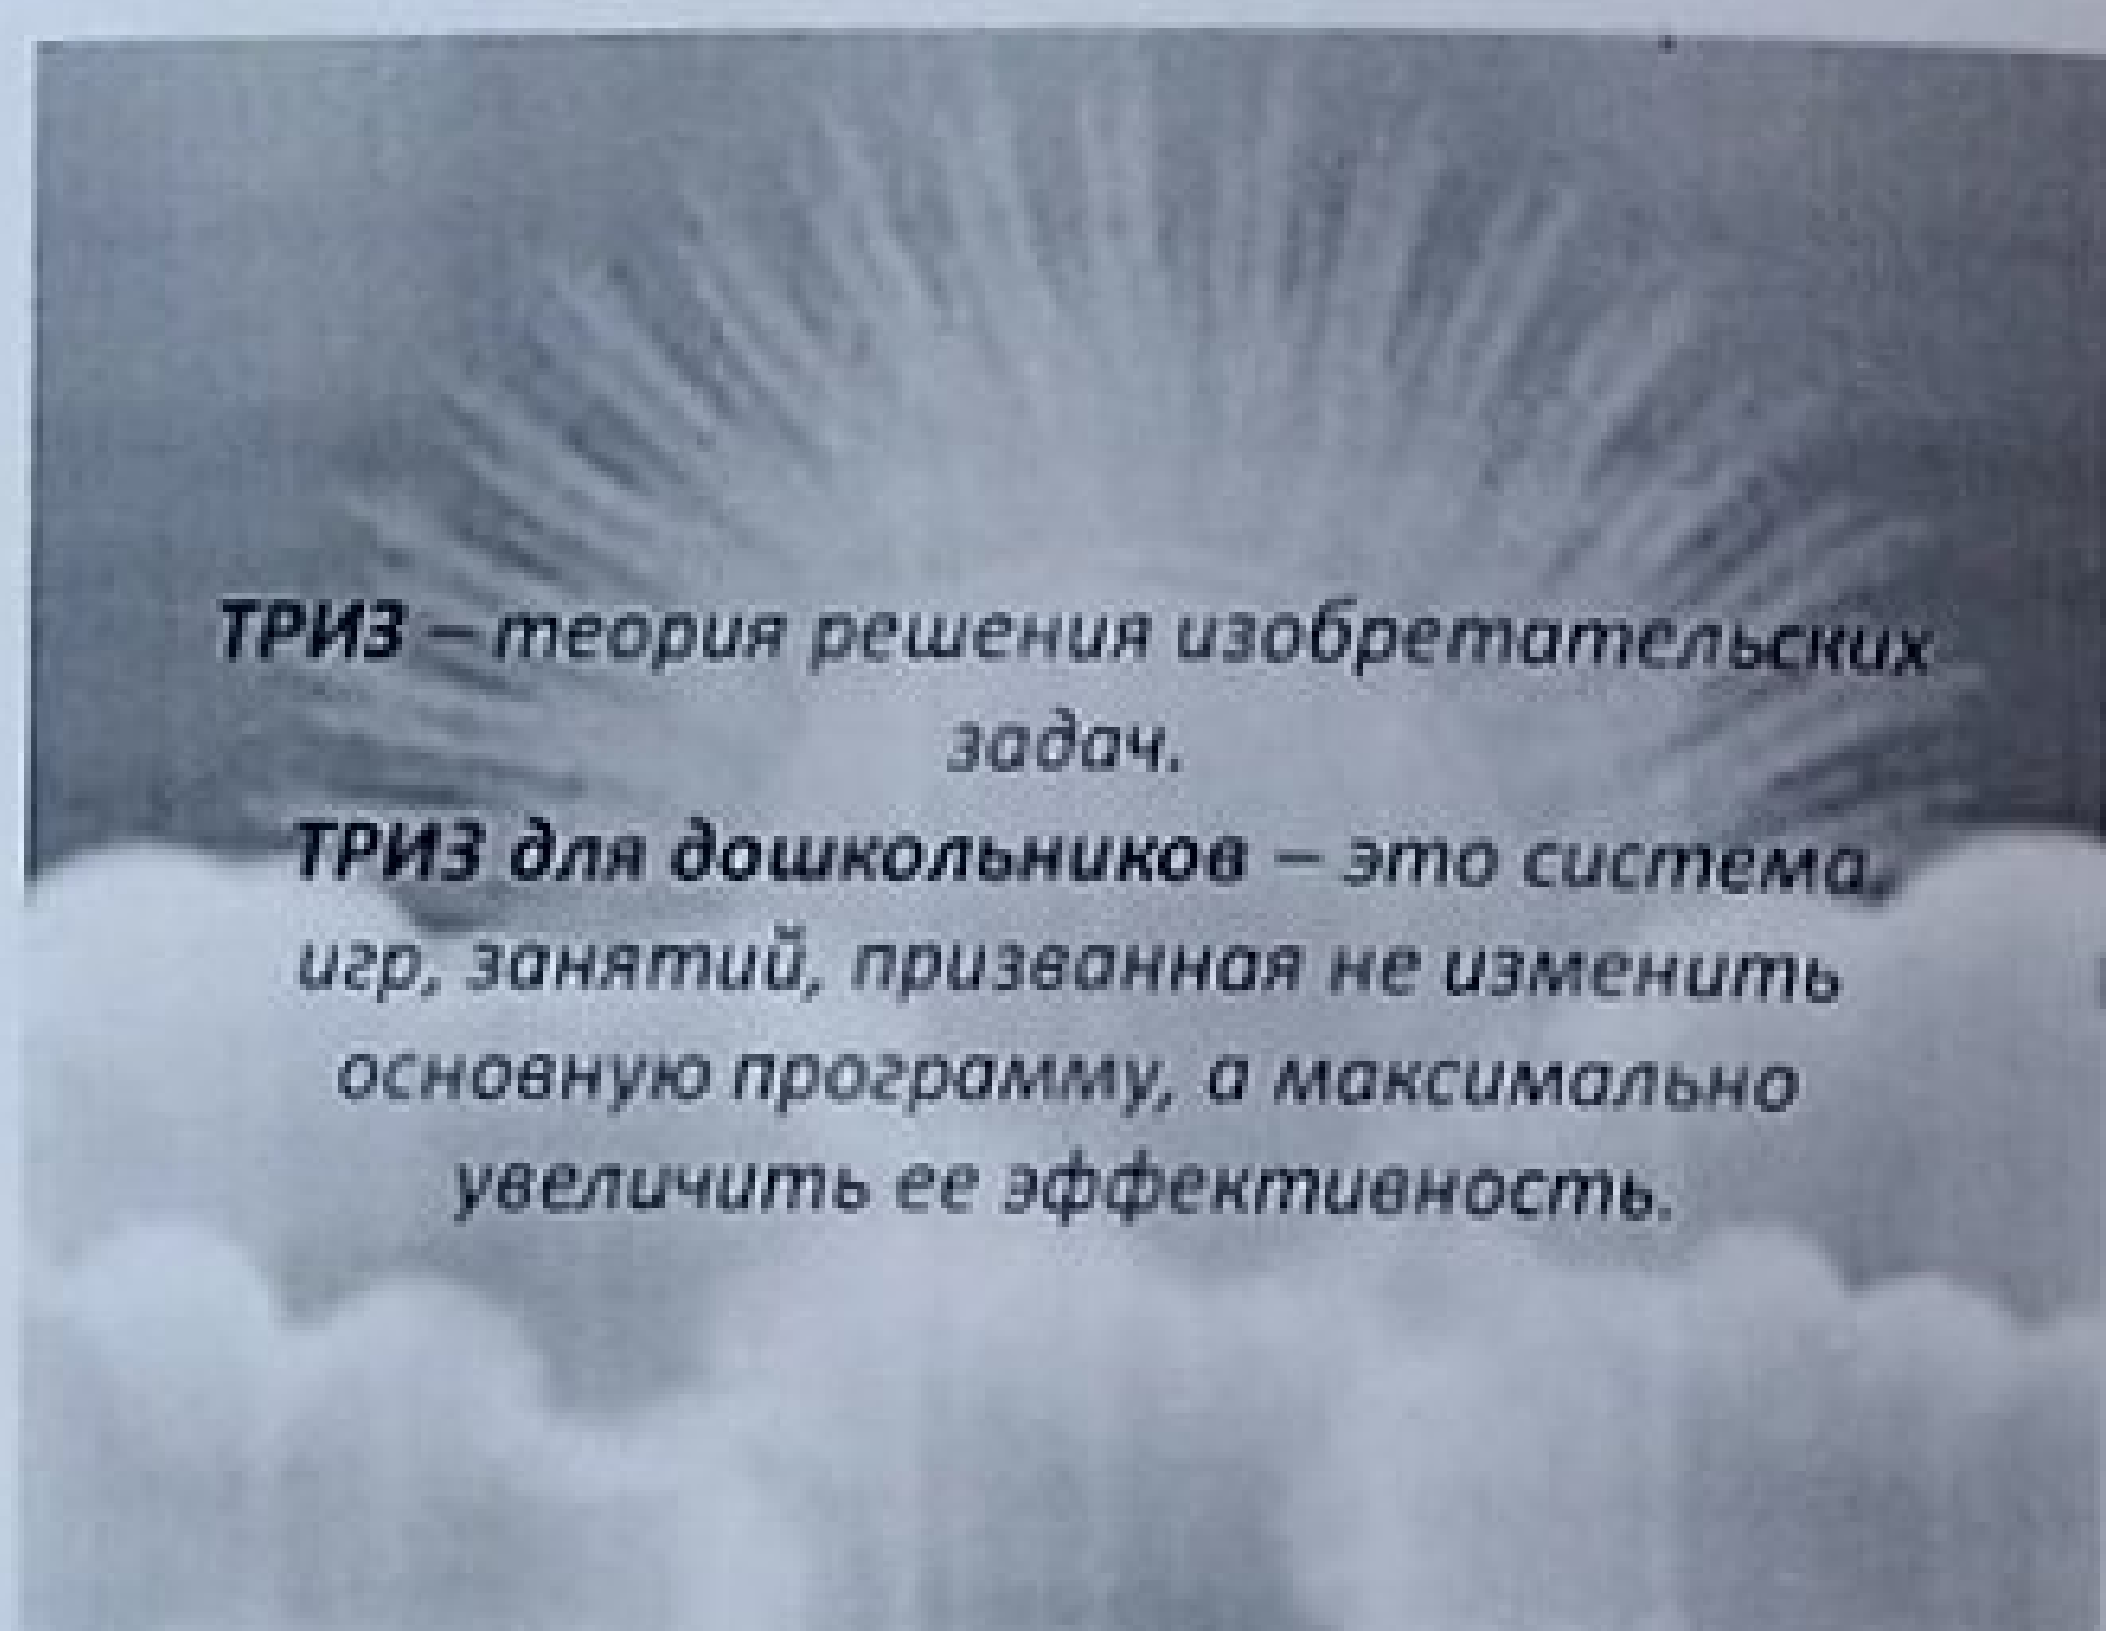 ТРИЗ – теория решения изобретательских
задач.
ТРИЗ для дошкольников – это система,
игр, занятий, призванная не изменить
основную программу, а максимально
увеличить ее эффективность.